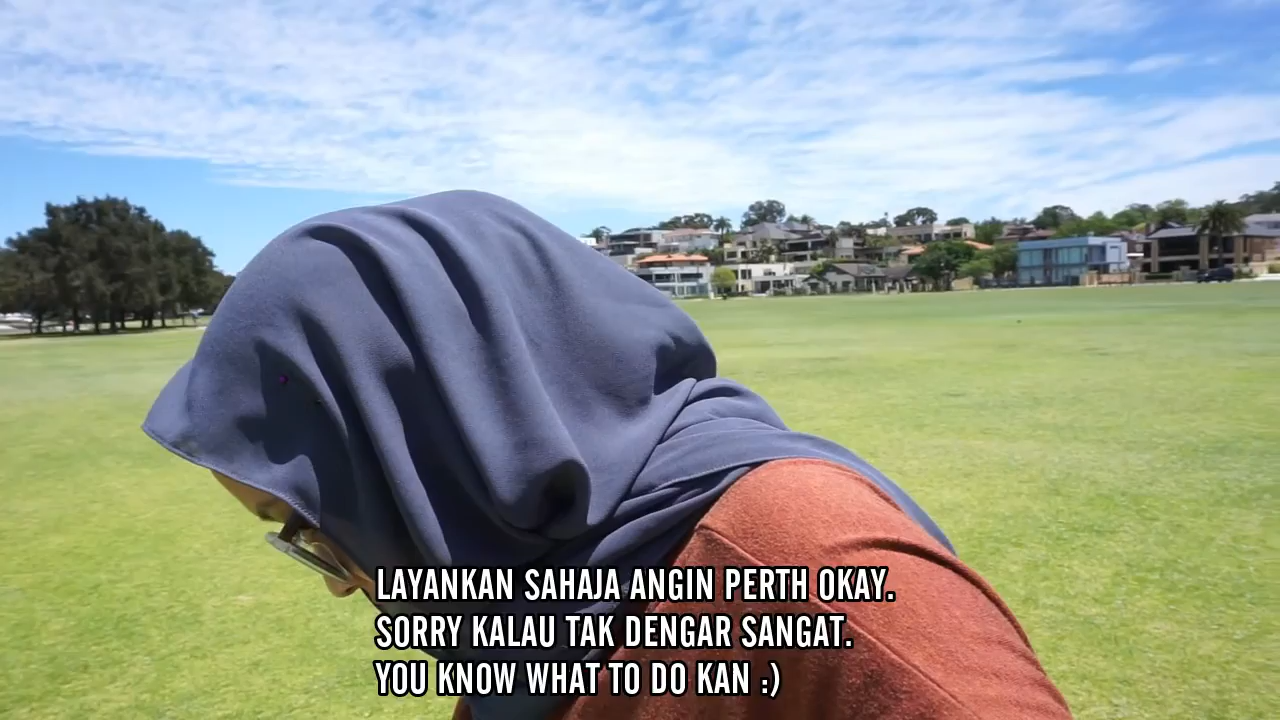 LAYANKAN SAHAJA ANGIN PERTH OKAY.
SORRY KALAU TAK DENGAR SANGAT.
YOU KNOW WHAT TO DO KAN :)